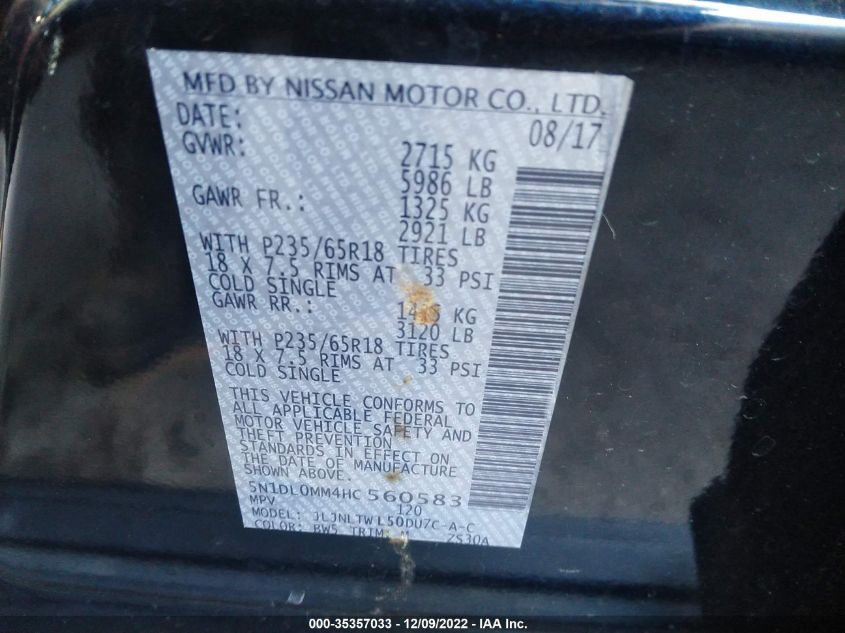 MFD BY NISSAN MOTOR CO., LTD.
DATE: 08/17
GVWR: 2715 KG
5986 LB
GAWR FR.: 1325 KG
2921 LB
WITH P235/65R18 TIRES
18 X 7.5 RIMS AT 33 PSI
COLD SINGLE
GAWR RR.: KG
3120 LB
WITH P235/65R18 TIRES
18 X 7.5 RIMS AT 33 PSI
COLD SINGLE
THIS VEHICLE CONFORMS TO
ALL APPLICABLE FEDERAL
MOTOR VEHICLE SAFETY AND
THEFT PREVENTION
STANDARDS IN EFFECT ON
THE DATE OF MANUFACTURE
SHOWN ABOVE.
5N1DL0MM4HC 560583
MPV 120
MODEL: JLJNLTWL50DU7C-A-C
COLOR: BW5 TRIM: M ZS30A
000-35357033 - 12/09/2022 - IAA Inc.